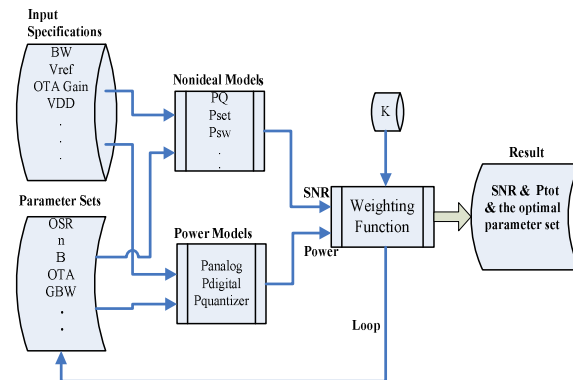 Input
Specifications
BW
Vref
OTA Gain
VDD
.
.
.
Nonideal Models
PQ
Pset
Psw
.
K
Result
SNR & Ptot
& the optimal
parameter set
SNR
Weighting
Function
Power
Parameter Sets
OSR
n
B
OTA
GBW
.
.
Power Models
Panalog
Pdigital
Pquantizer
Loop